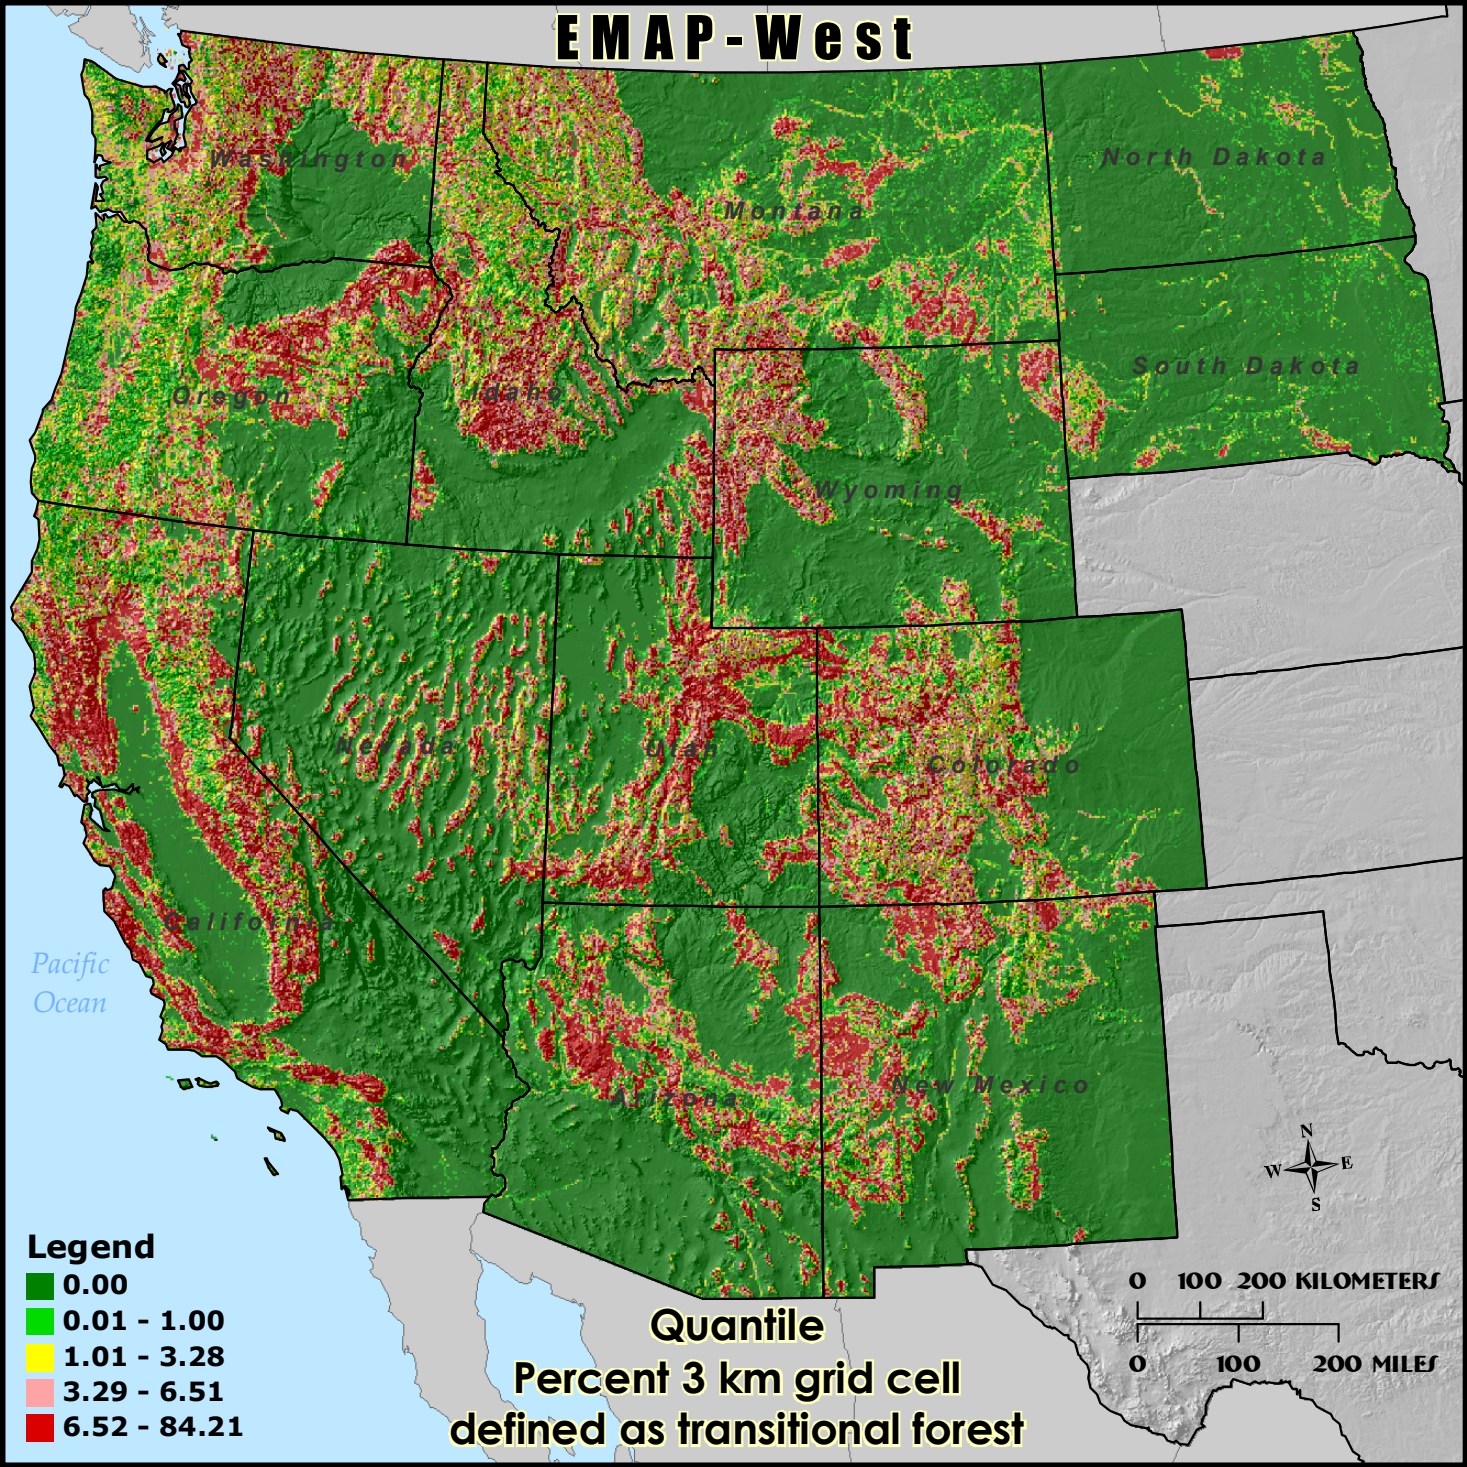 EMAP-West
Washington
North Dakota
Montana
South Dakota
Oregon
Idaho
Wyoming
Nevada
Utah
Colorado
California
Pacific
Ocean
Arizona
New Mexico
N
W E
S
Legend
0.00
0.01 - 1.00
1.01 - 3.28
3.29 - 6.51
6.52 - 84.21
Quantile
Percent 3 km grid cell
defined as transitional forest
0 100 200 KILOMETERS
0 100 200 MILES